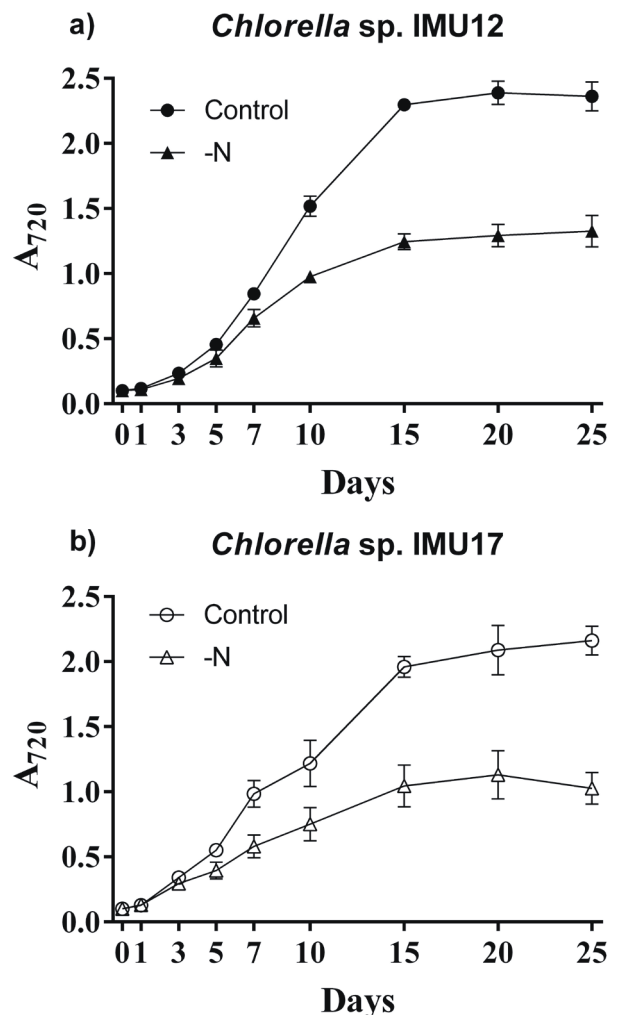 a) Chlorella sp. IMU12
2.5
2.0
1.5
1.0
0.5
0.0
A720
Control
-N
0 1 3 5 7 10 15 20 25
Days
b) Chlorella sp. IMU17
2.5
2.0
1.5
1.0
0.5
0.0
A720
Control
-N
0 1 3 5 7 10 15 20 25
Days